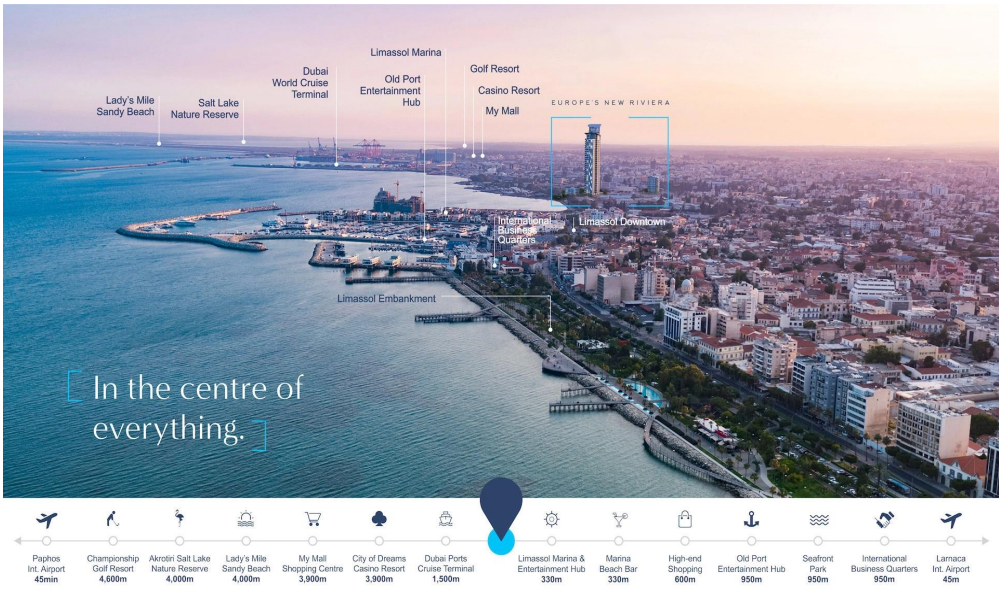 Limassol Marina
Dubai
World Cruise
Terminal
Old Port
Entertainment
Hub
Golf Resort
Casino Resort
My Mall
Lady's Mile
Sandy Beach
Salt Lake
Nature Reserve
EUROPE'S NEW RIVIERA
International
Business
Quarters
Limassol Downtown
Limassol Embankment
In the centre of
everything.
Paphos
Int. Airport
45min
Championship
Golf Resort
4,600m
Akrotiri Salt Lake
Nature Reserve
4,000m
Lady's Mile
Sandy Beach
4,000m
My Mall
Shopping Centre
3,900m
City of Dreams
Casino Resort
3,900m
Dubai Ports
Cruise Terminal
1,500m
Limassol Marina &
Entertainment Hub
330m
Marina
Beach Bar
330m
High-end
Shopping
600m
Old Port
Entertainment Hub
950m
Seafront
Park
950m
International
Business Quarters
950m
Larnaca
Int. Airport
45m